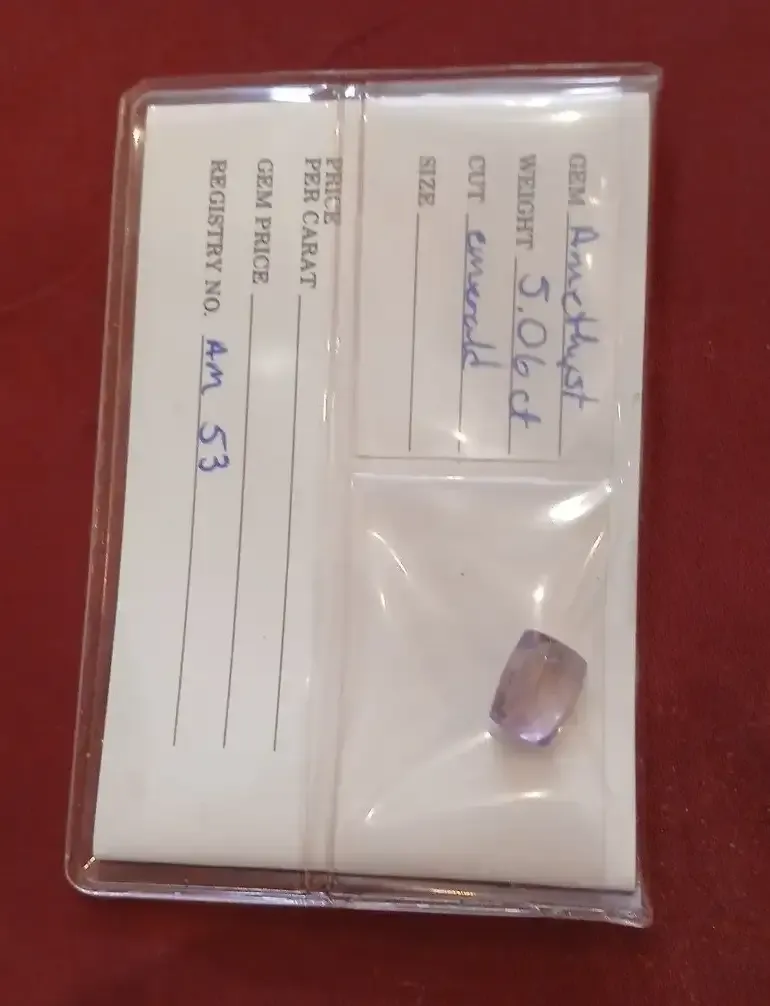 GEM Amethyst
WEIGHT 5.06 ct
CUT emerald
SIZE
PRICE
PER CARAT
GEM PRICE
REGISTRY NO. AM 53